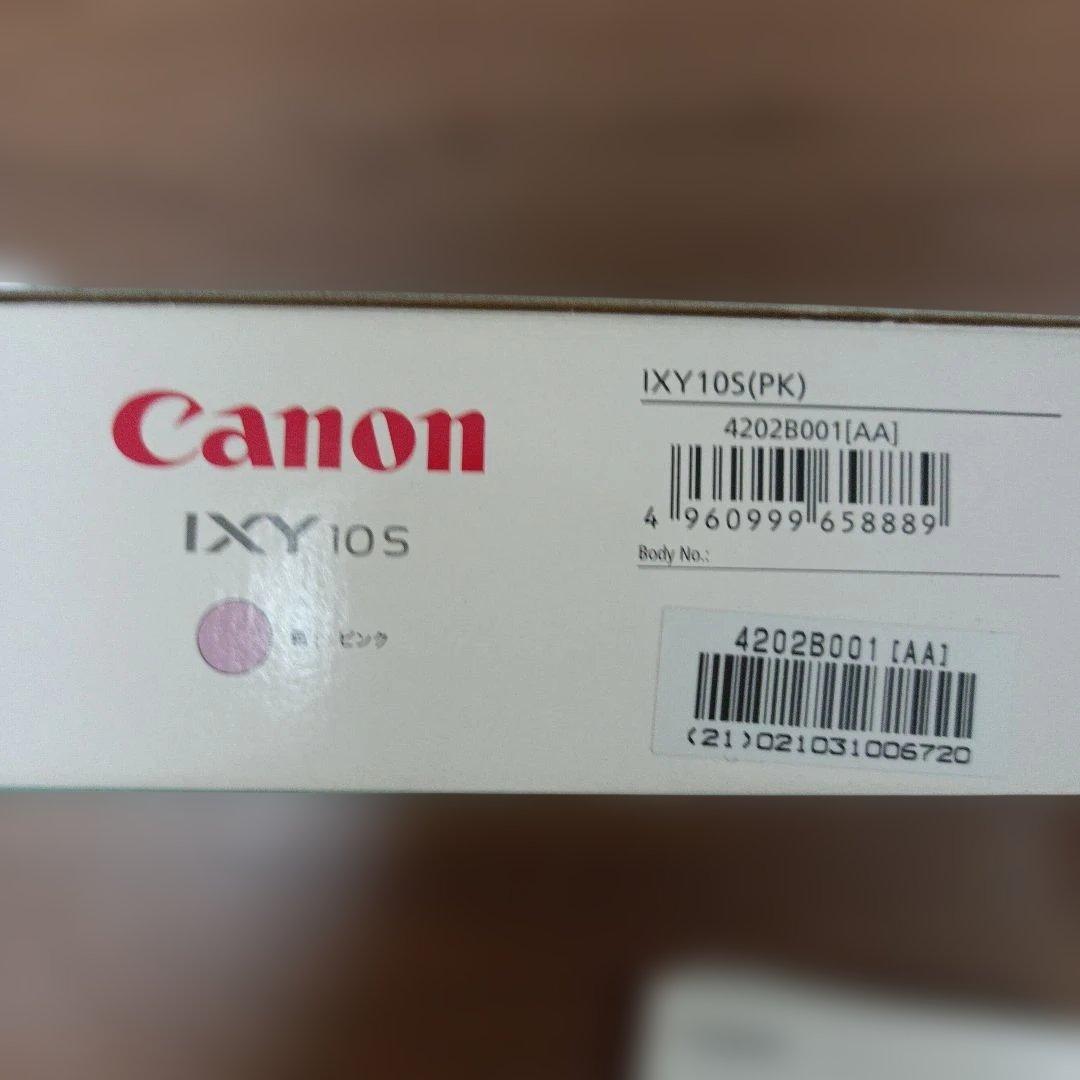 Canon
IXY 10S
色：ピンク
IXY10S(PK)
4202B001[AA]
4 960999 658889
Body No.:
4202B001 [AA]
(21)021031006720